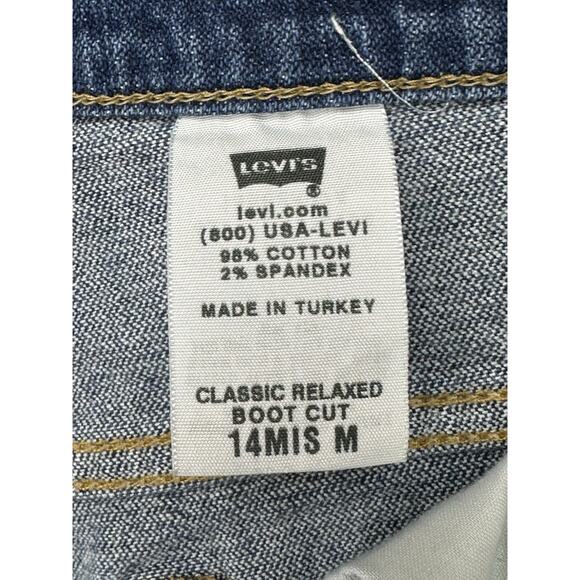 Levi's
®
levi.com
(800) USA-LEVI
98% COTTON
2% SPANDEX
MADE IN TURKEY
CLASSIC RELAXED
BOOT CUT
14MIS M